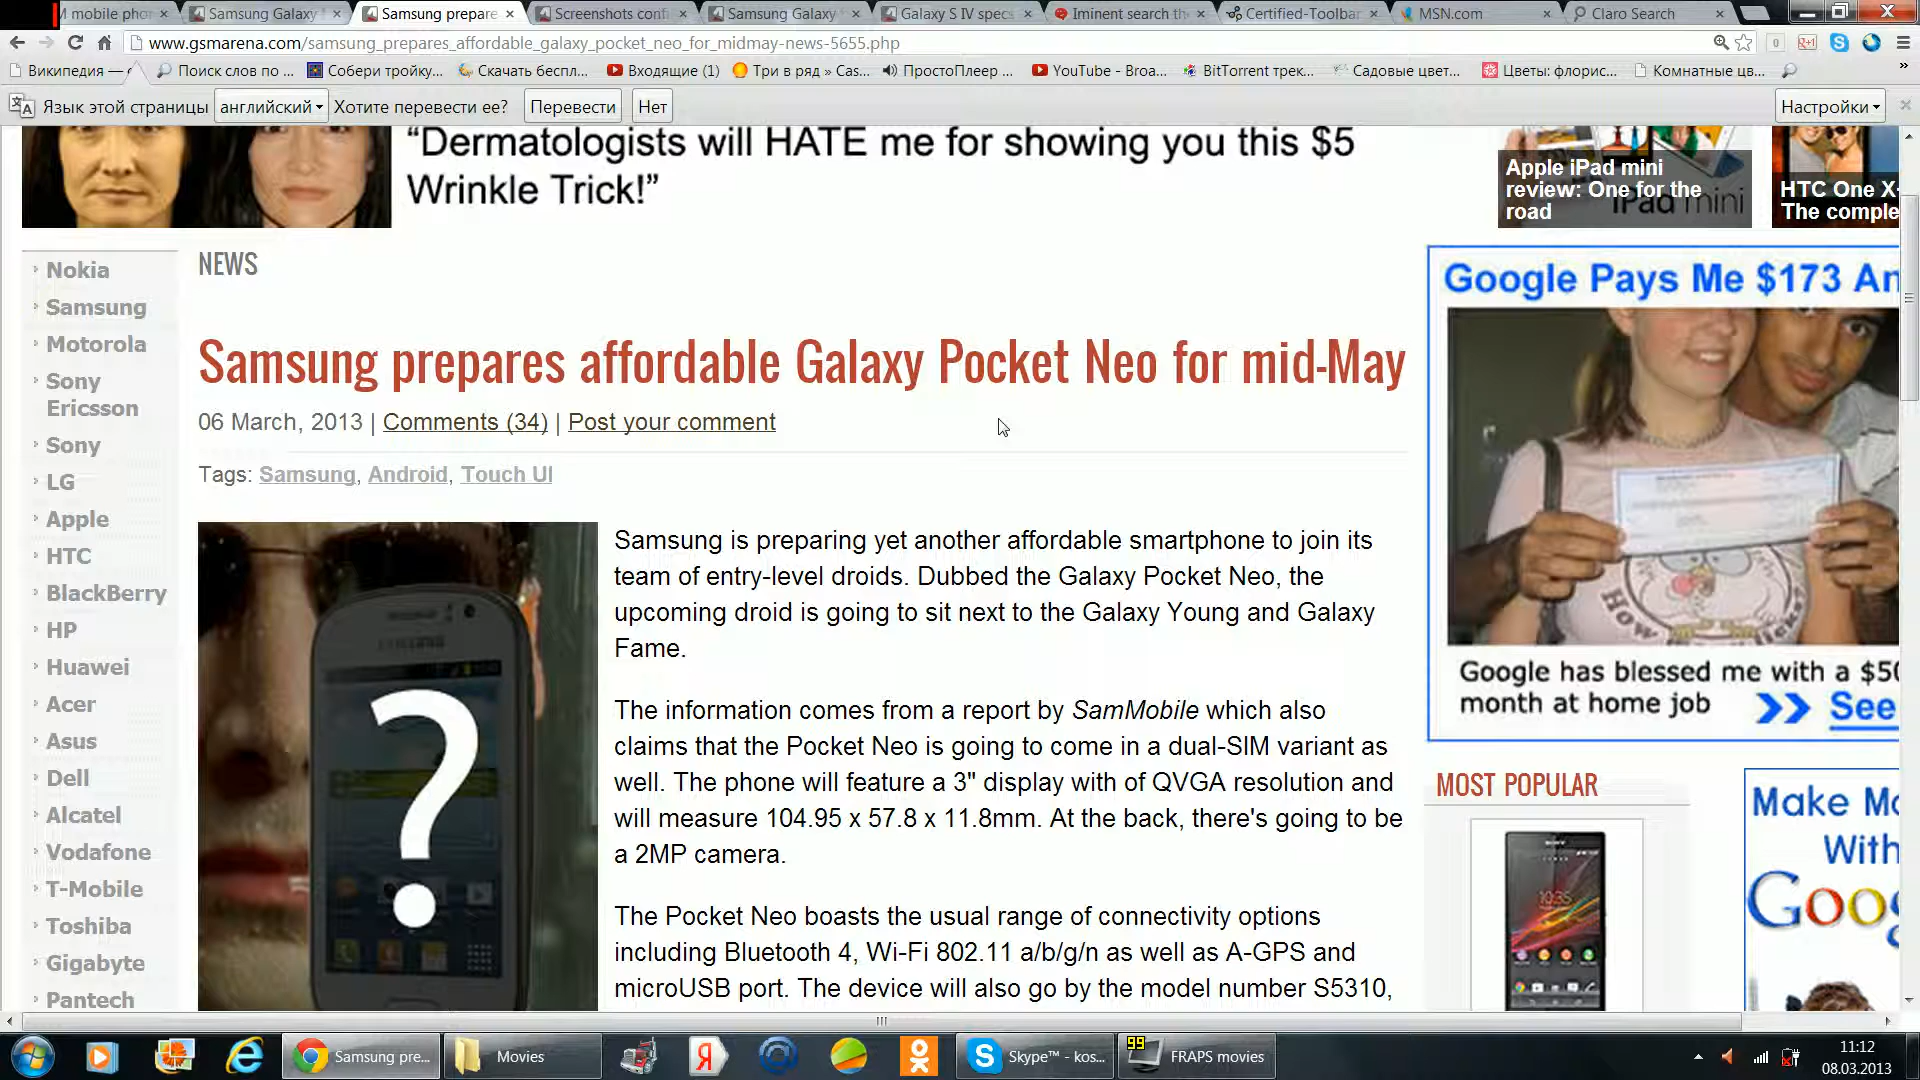 M mobile pho
Samsung Galaxy
Samsung prepare
Screenshots conf
Samsung Galaxy
Galaxy S IV spec
Iminent search th
Certified-Toolbar
MSN.com
Claro Search
www.gsmarena.com/samsung_prepares_affordable_galaxy_pocket_neo_for_midmay-news-5655.php
Википедия —
Поиск слов по ...
Собери тройку...
Скачать беспл...
Входящие (1)
Три в ряд » Cas...
ПростоПлеер ...
YouTube - Broa...
BitTorrent трек...
Садовые цвет...
Цветы: флорис...
Комнатные цв...
Язык этой страницы английский Хотите перевести ее? Перевести Нет Настройки
“Dermatologists will HATE me for showing you this $5
Wrinkle Trick!”
Apple iPad mini
review: One for the
road
iPad mini
HTC One X
The comple
Nokia
Samsung
Motorola
Sony
Ericsson
Sony
LG
Apple
HTC
BlackBerry
HP
Huawei
Acer
Asus
Dell
Alcatel
Vodafone
T-Mobile
Toshiba
Gigabyte
Pantech
NEWS
Samsung prepares affordable Galaxy Pocket Neo for mid-May
06 March, 2013 | Comments (34) | Post your comment
Tags: Samsung, Android, Touch UI
?
Samsung is preparing yet another affordable smartphone to join its
team of entry-level droids. Dubbed the Galaxy Pocket Neo, the
upcoming droid is going to sit next to the Galaxy Young and Galaxy
Fame.
The information comes from a report by SamMobile which also
claims that the Pocket Neo is going to come in a dual-SIM variant as
well. The phone will feature a 3" display with of QVGA resolution and
will measure 104.95 x 57.8 x 11.8mm. At the back, there's going to be
a 2MP camera.
The Pocket Neo boasts the usual range of connectivity options
including Bluetooth 4, Wi-Fi 802.11 a/b/g/n as well as A-GPS and
microUSB port. The device will also go by the model number S5310,
Google Pays Me $173 An
Google has blessed me with a $50
month at home job
See
MOST POPULAR
SONY
10:35
Make Mo
With
Goog
Samsung pre...
Movies
Я
Skype™ - kos...
99
FRAPS movies
11:12
08.03.2013